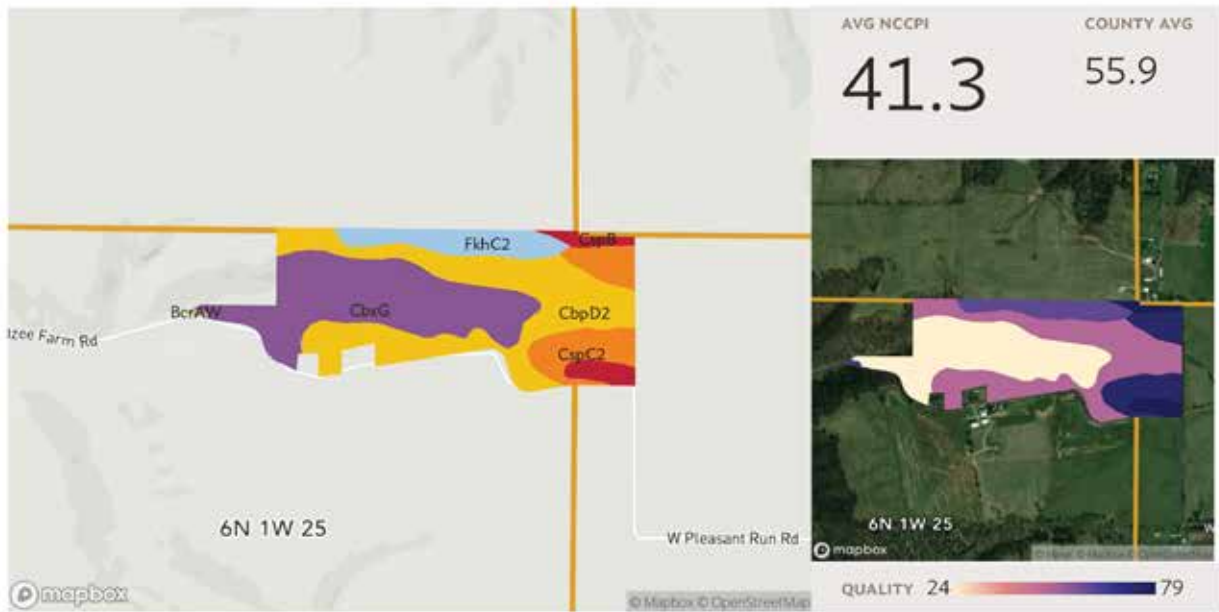 AVG NCCPI
COUNTY AVG
41.3
55.9
FkhC2
CspB
BcrAW
CbxG
CbpD2
nzee Farm Rd
CspC2
6N 1W 25
W Pleasant Run Rd
mapbox
© Mapbox © OpenStreetMap
6N 1W 25
W
mapbox
QUALITY 24
79